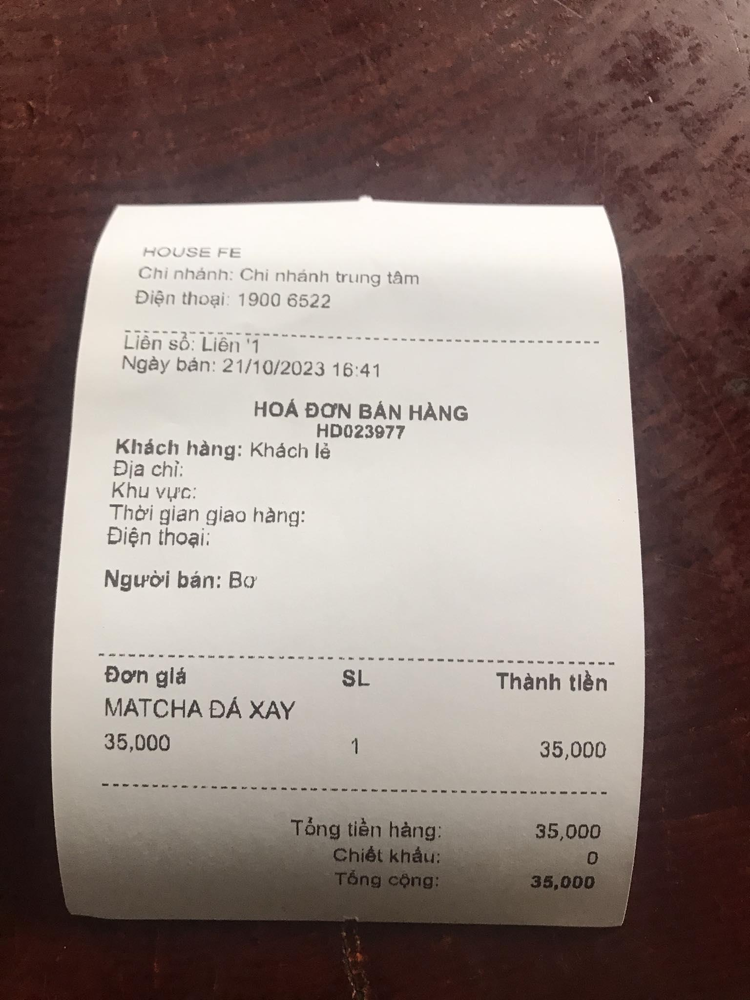 HOUSE FE
Chi nhánh: Chi nhánh trung tâm
Điện thoại: 1900 6522
Liên số: Liên '1
Ngày bán: 21/10/2023 16:41
HOÁ ĐƠN BÁN HÀNG
HD023977
Khách hàng: Khách lẻ
Địa chỉ:
Khu vực:
Thời gian giao hàng:
Điện thoại:
Người bán: Bơ
Đơn giá SL Thành tiền
MATCHA ĐÁ XAY
35,000 1 35,000
Tổng tiền hàng: 35,000
Chiết khấu: 0
Tổng cộng: 35,000